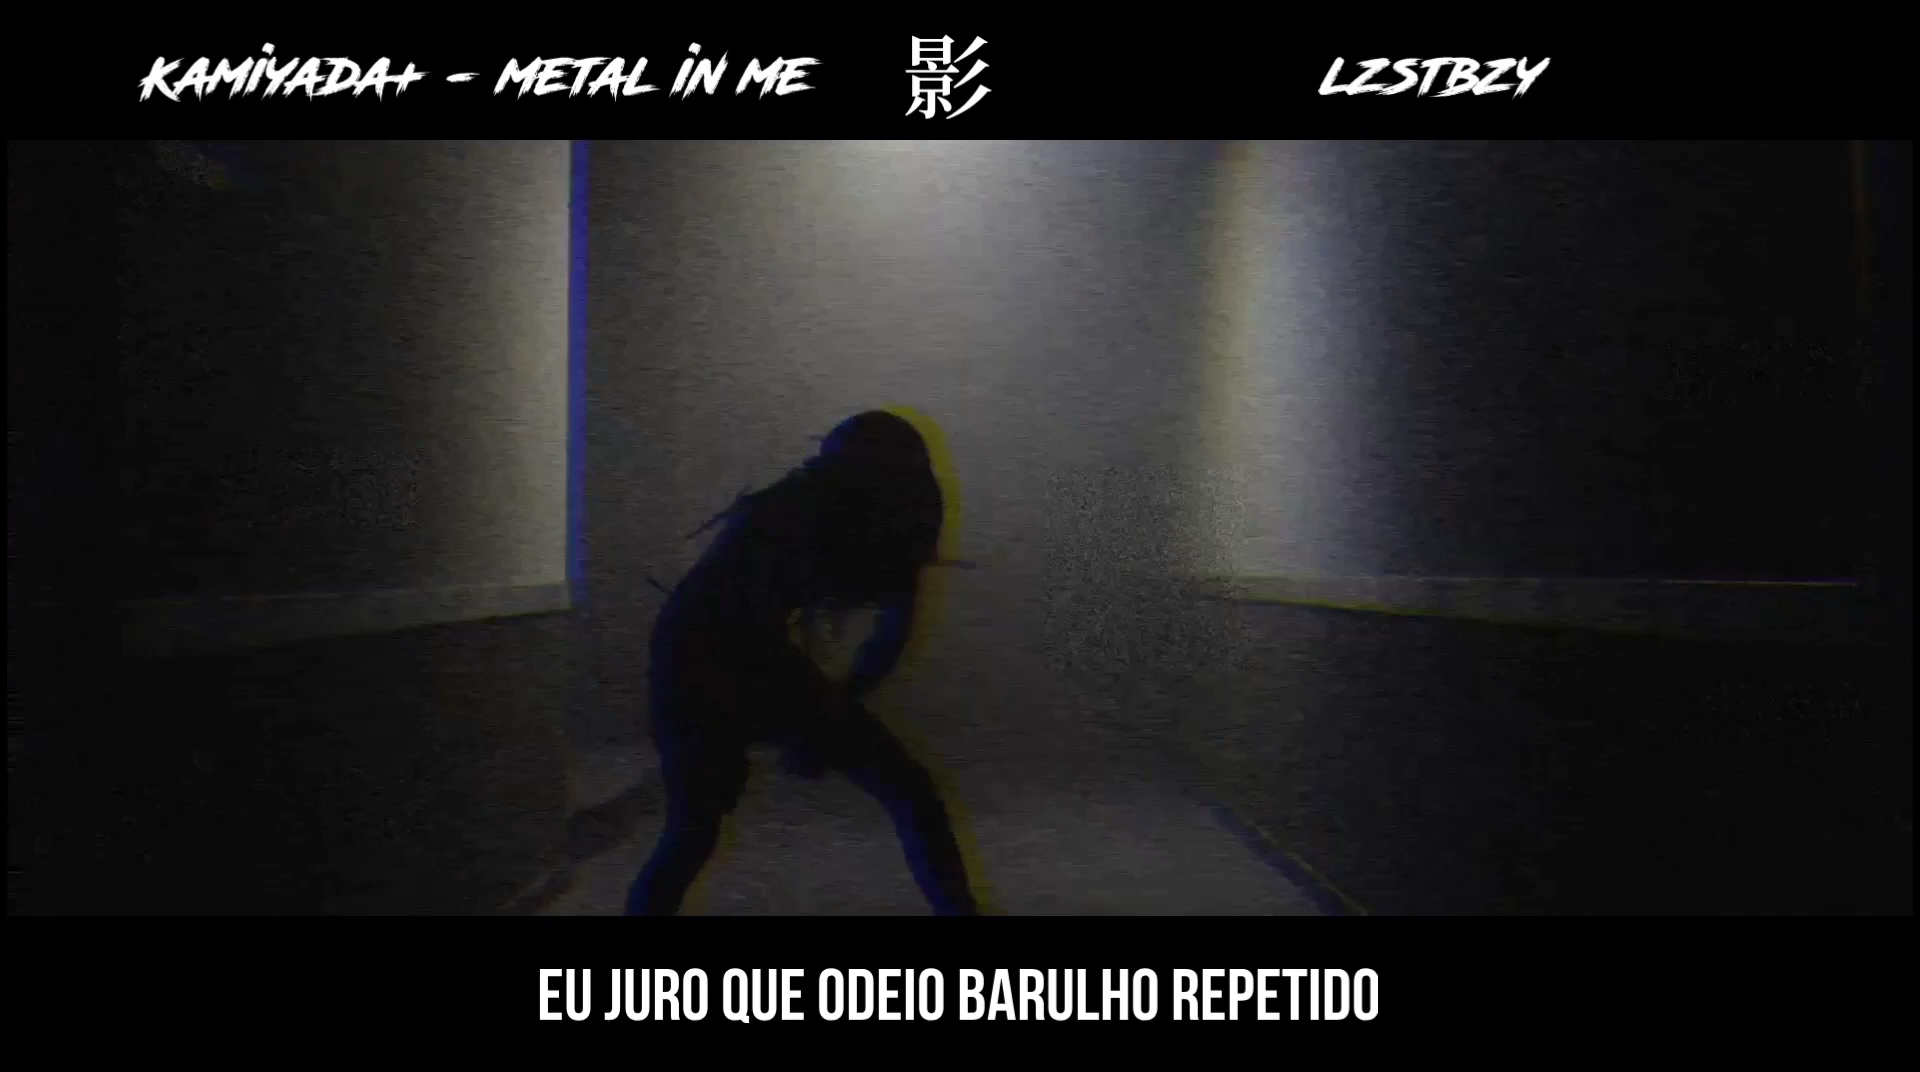 KAMIYADA+ - METAL IN ME 影 LZSTBZY
EU JURO QUE ODEIO BARULHO REPETIDO